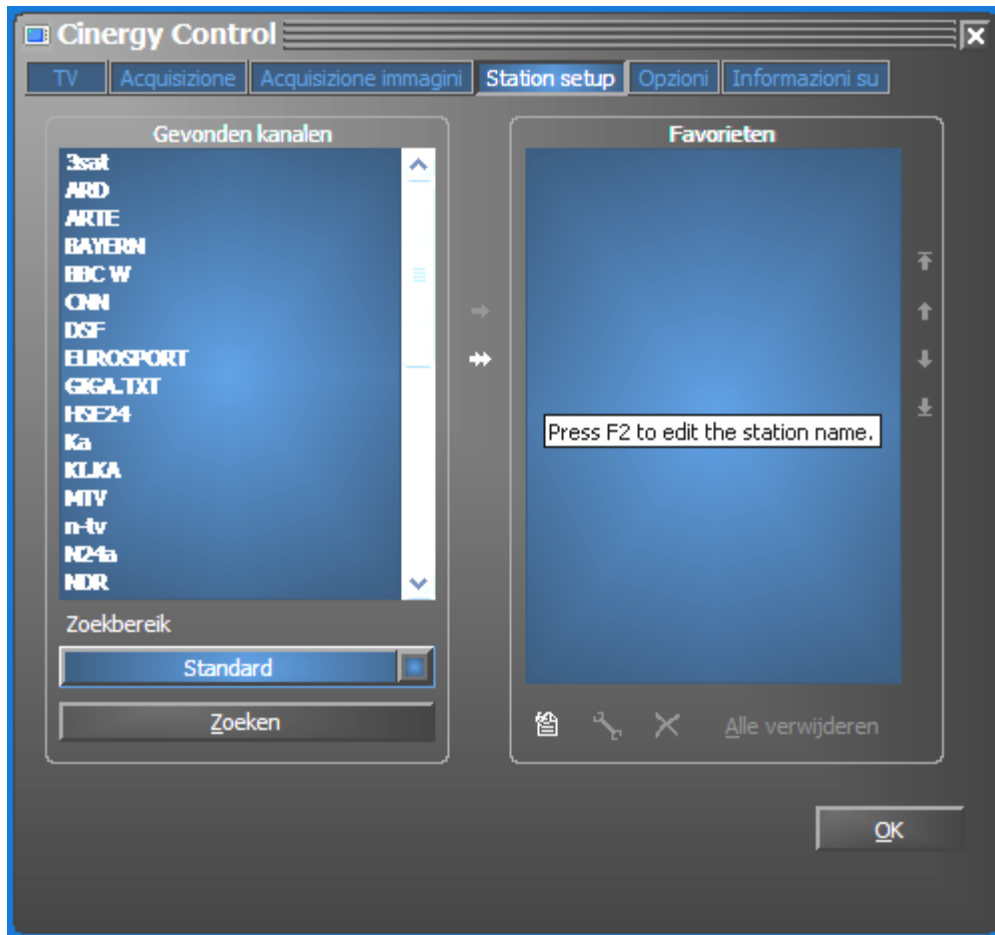 Cinergy Control
TV Acquisizione Acquisizione immagini Station setup Opzioni Informazioni su
Gevonden kanalen
3sat
ARD
ARTE
BAYERN
BBC W
CNN
DSF
EUROSPORT
GIGA.TXT
HSE24
Ka
KI.KA
MTV
n-tv
N24a
NDR
Zoekbereik
Standard
Zoeken
Favorieten
Press F2 to edit the station name.
Alle verwijderen
OK